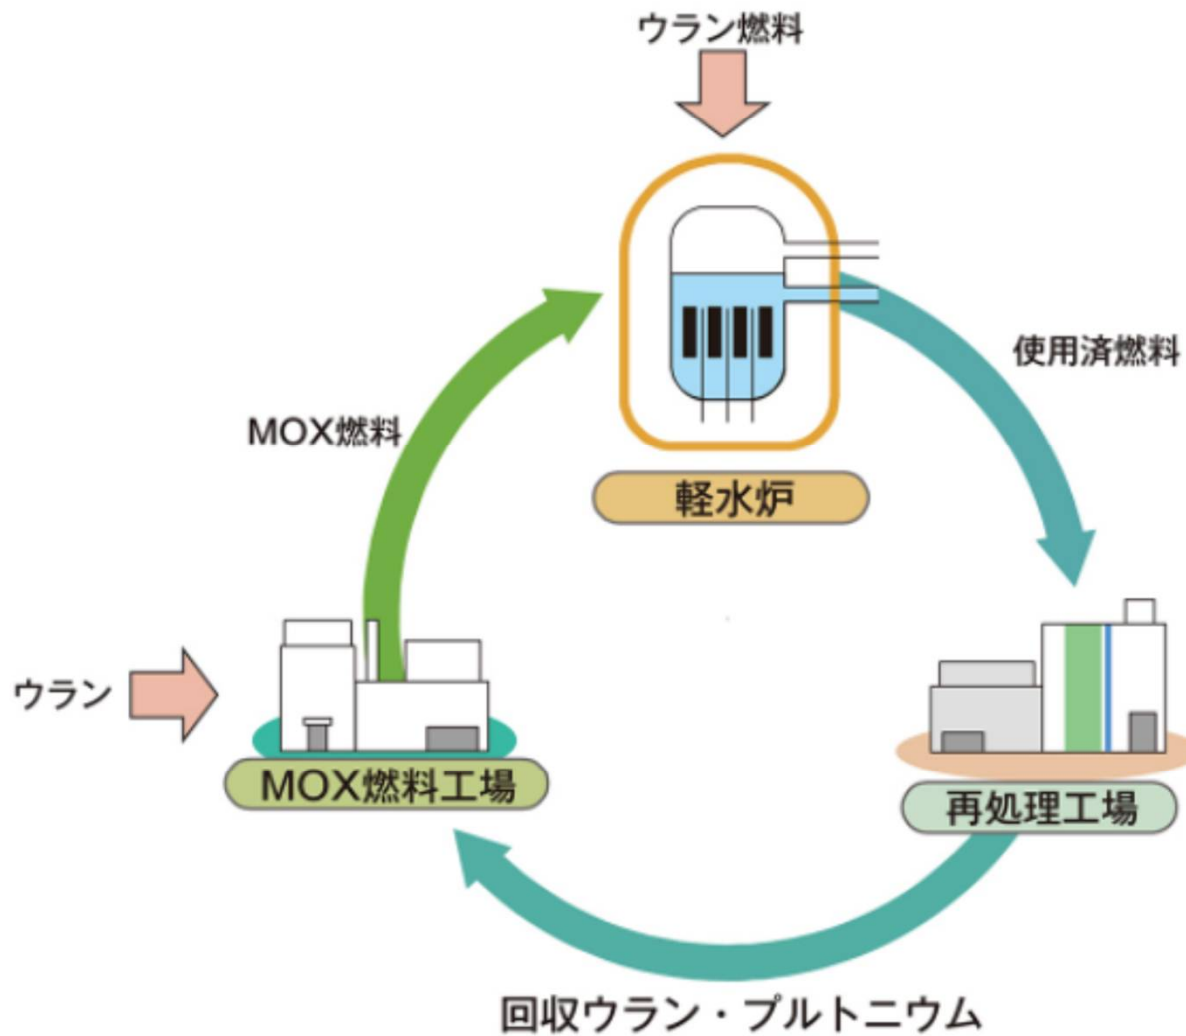 ウラン燃料
使用済燃料
MOX燃料
軽水炉
ウラン
MOX燃料工場
再処理工場
回収ウラン・プルトニウム